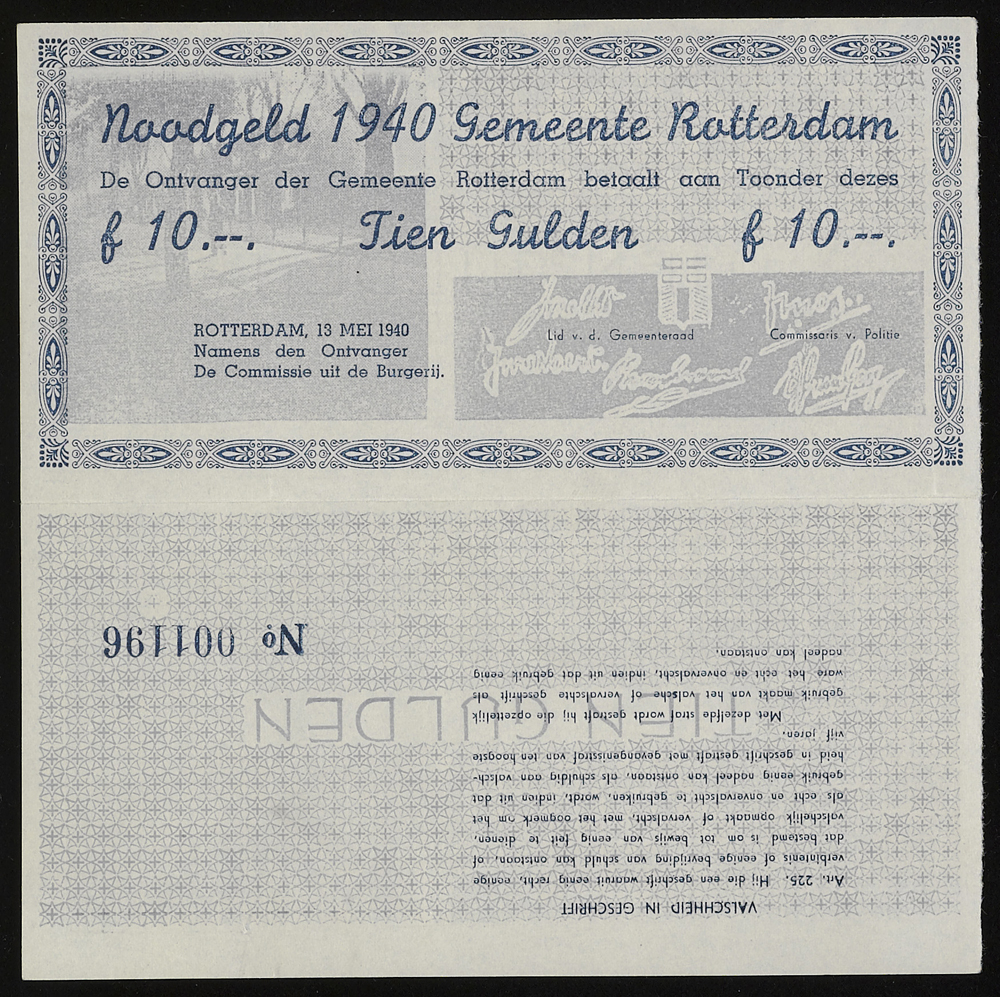 Noodgeld 1940 Gemeente Rotterdam
De Ontvanger der Gemeente Rotterdam betaalt aan Toonder dezes
f 10.--. Tien Gulden f 10.--.
ROTTERDAM, 13 MEI 1940
Namens den Ontvanger
De Commissie uit de Burgerij.
Lid v. d. Gemeenteraad
Commissaris v. Politie
VALSCHHEID IN GESCHRIFT
Art. 225. Hij die een geschrift waaruit eenig recht, eenige
verbintenis of eenige bevrijding van schuld kan ontstaan, of
dat bestemd is om tot bewijs van eenig feit te dienen,
valschelijk opmaakt of vervalscht, met het oogmerk om het
als echt en onvervalscht te gebruiken, wordt, indien uit dat
gebruik eenig nadeel kan ontstaan, als schuldig aan valsch-
heid in geschrift gestraft met gevangenisstraf van ten hoogste
vijf jaren.
Met dezelfde straf wordt gestraft hij die opzettelijk
gebruik maakt van het valsche of vervalschte geschrift als
ware het echt en onvervalscht, indien uit dat gebruik eenig
nadeel kan ontstaan.
TIEN GULDEN
No 001196